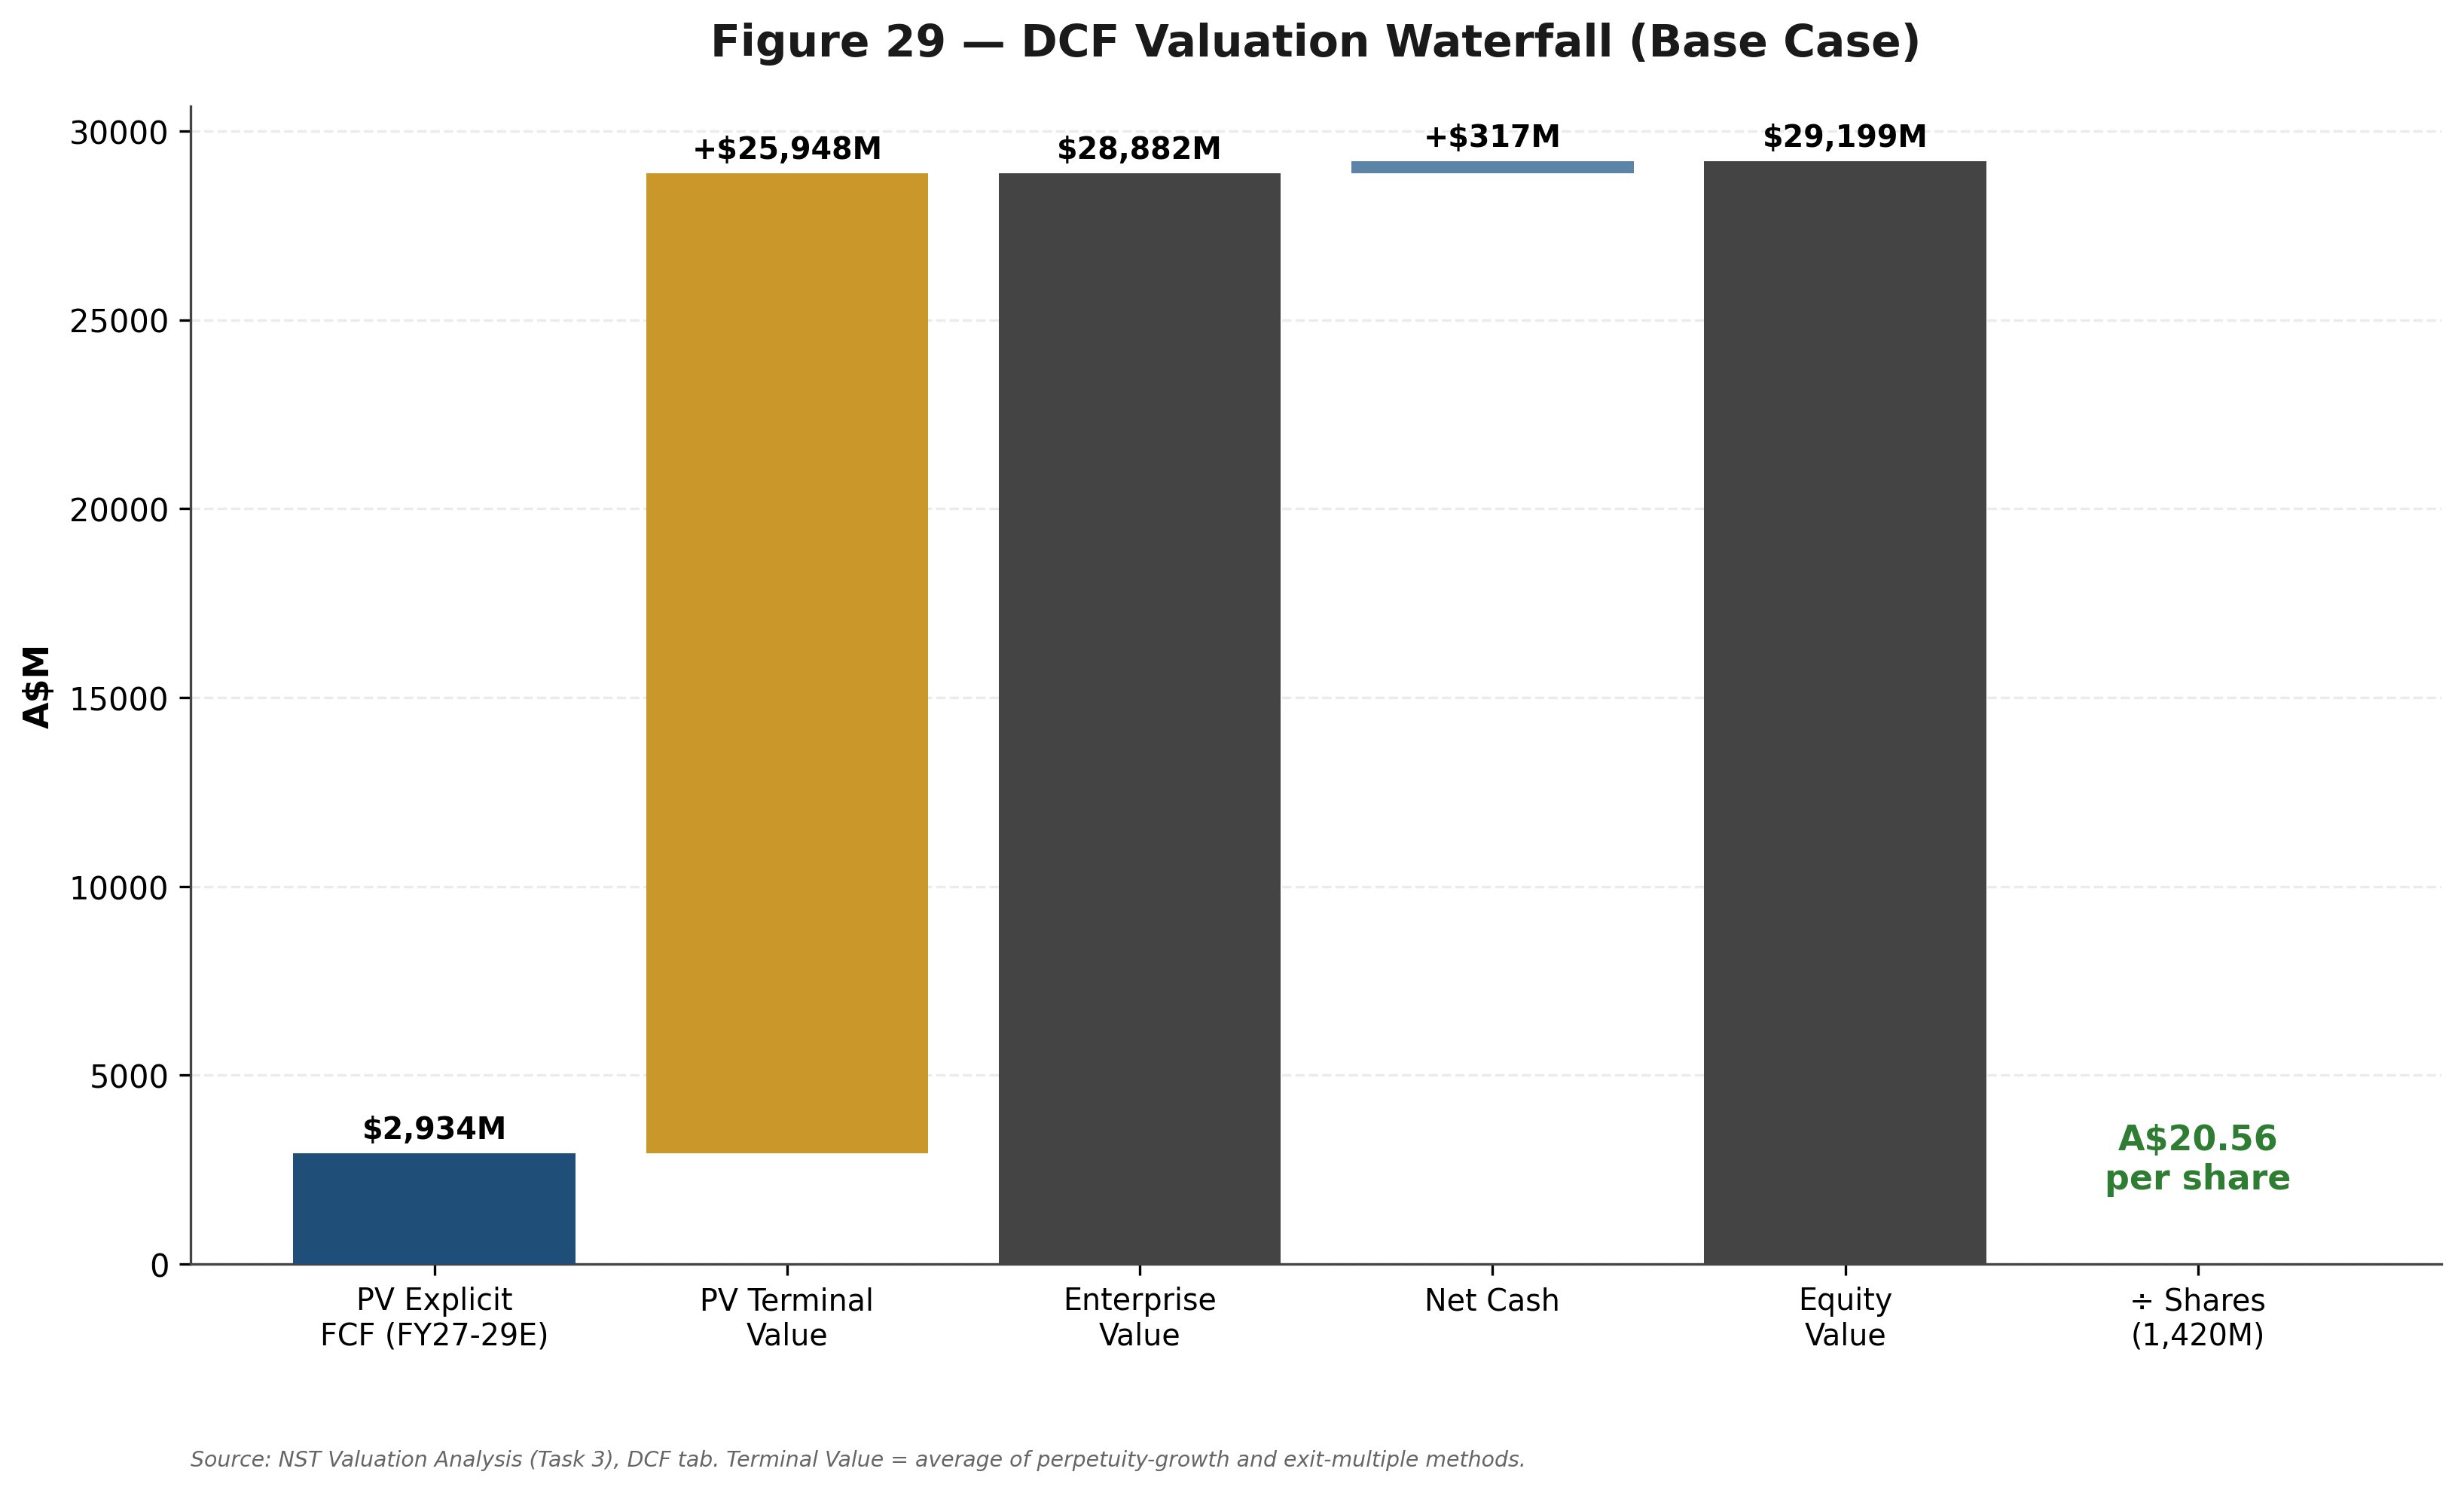 Figure 29 — DCF Valuation Waterfall (Base Case)
A$M
30000
25000
20000
15000
10000
5000
0
$2,934M
+$25,948M
$28,882M
+$317M
$29,199M
A$20.56
per share
PV Explicit
FCF (FY27-29E)
PV Terminal
Value
Enterprise
Value
Net Cash
Equity
Value
÷ Shares
(1,420M)
Source: NST Valuation Analysis (Task 3), DCF tab. Terminal Value = average of perpetuity-growth and exit-multiple methods.